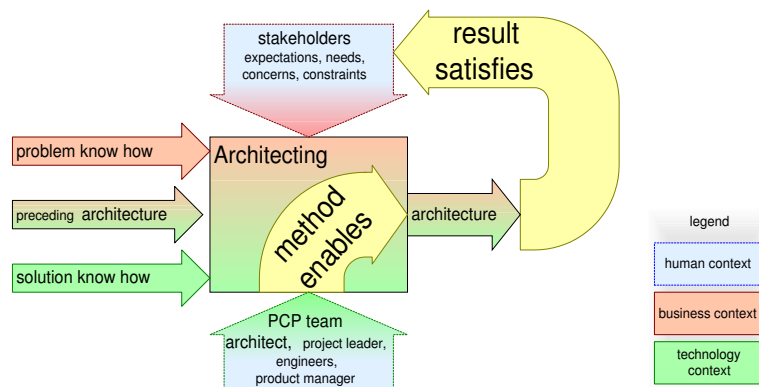 stakeholders
expectations, needs,
concerns, constraints
result
satisfies
problem know how
Architecting
preceding architecture
method
enables
architecture
solution know how
PCP team
architect, project leader,
engineers,
product manager
legend
human context
business context
technology
context